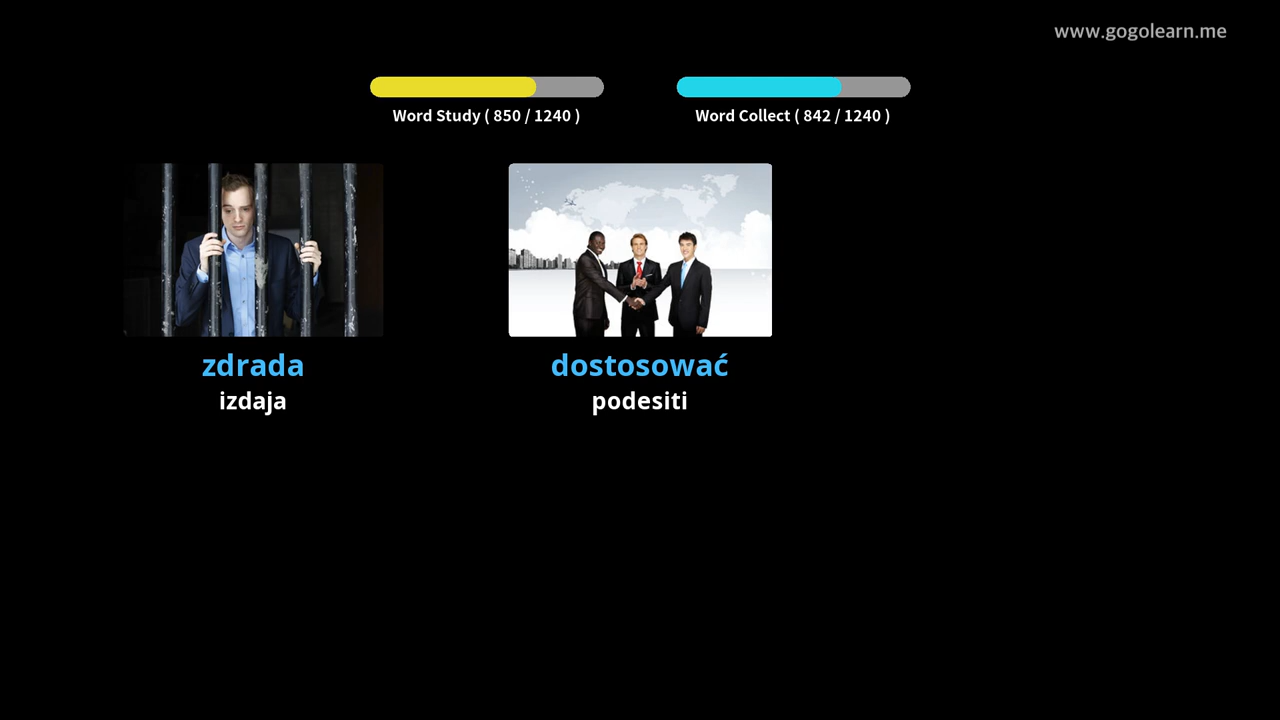 www.gogolearn.me
Word Study ( 850 / 1240 )
Word Collect ( 842 / 1240 )
zdrada
izdaja
dostosować
podesiti